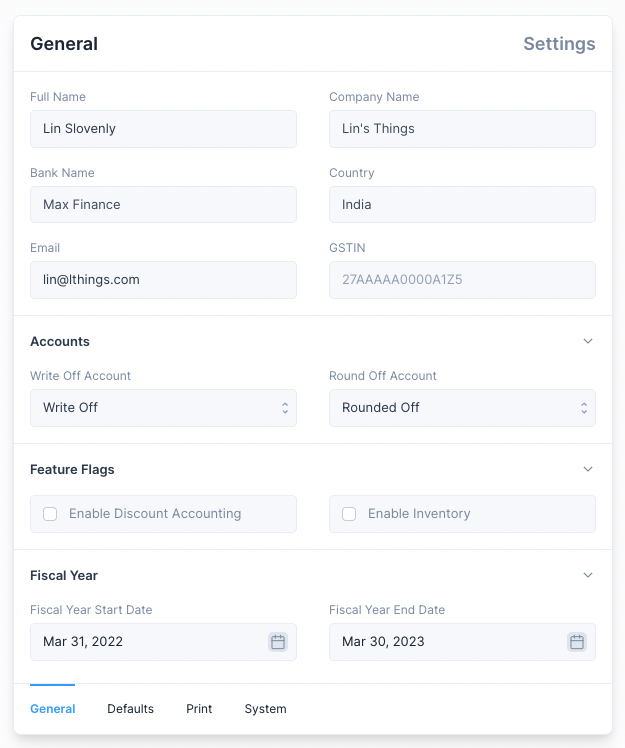 General
Settings
Full Name
Company Name
Lin Slovenly
Lin's Things
Bank Name
Country
Max Finance
India
Email
GSTIN
lin@lthings.com
27AAAAA0000A1Z5
Accounts
Write Off Account
Round Off Account
Write Off
Rounded Off
Feature Flags
Enable Discount Accounting
Enable Inventory
Fiscal Year
Fiscal Year Start Date
Fiscal Year End Date
Mar 31, 2022
Mar 30, 2023
General
Defaults
Print
System